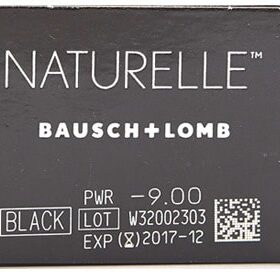 NATURELLE™
BAUSCH+LOMB
PWR -9.00
BLACK LOT W32002303
EXP 2017-12